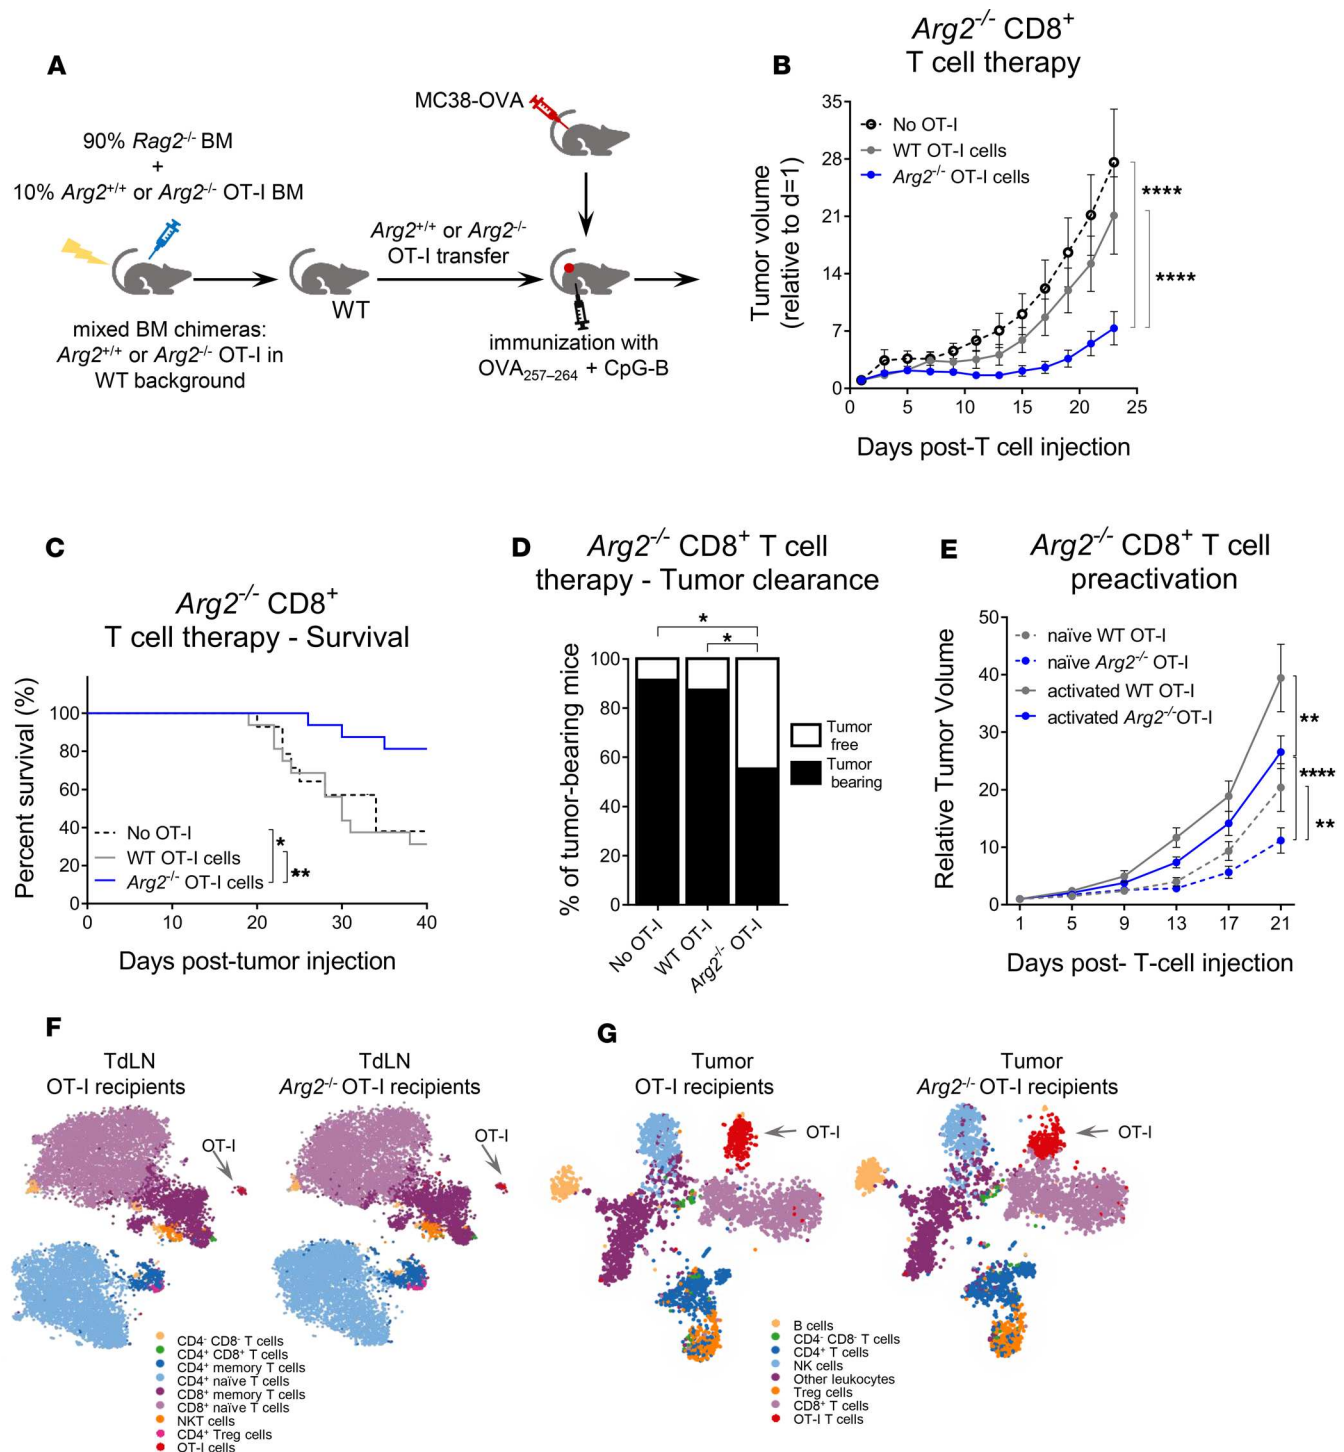 A
MC38-OVA
90% Rag2-/- BM
+
10% Arg2+/+ or Arg2-/- OT-I BM
Arg2+/+ or Arg2-/-
OT-I transfer
WT
mixed BM chimeras:
Arg2+/+ or Arg2-/- OT-I in
WT background
immunization with
OVA257–264 + CpG-B
B
Arg2-/- CD8+
T cell therapy
Tumor volume
(relative to d=1)
35
28
21
14
7
0
No OT-I
WT OT-I cells
Arg2-/- OT-I cells
****
****
0 5 10 15 20 25
Days post-T cell injection
C
Arg2-/- CD8+
T cell therapy - Survival
Percent survival (%)
100
80
60
40
20
0
No OT-I
WT OT-I cells
Arg2-/- OT-I cells
*
**
0 10 20 30 40
Days post-tumor injection
D
Arg2-/- CD8+ T cell
therapy - Tumor clearance
% of tumor-bearing mice
100
80
60
40
20
0
*
*
Tumor
free
Tumor
bearing
No OT-I
WT OT-I
Arg2-/- OT-I
E
Arg2-/- CD8+ T cell
preactivation
Relative Tumor Volume
50
40
30
20
10
0
naïve WT OT-I
naïve Arg2-/- OT-I
activated WT OT-I
activated Arg2-/-OT-I
**
****
**
1 5 9 13 17 21
Days post- T-cell injection
F
TdLN
OT-I recipients
TdLN
Arg2-/- OT-I recipients
OT-I
OT-I
CD4- CD8- T cells
CD4+ CD8+ T cells
CD4+ memory T cells
CD4+ naïve T cells
CD8+ memory T cells
CD8+ naïve T cells
NKT cells
CD4+ Treg cells
OT-I cells
G
Tumor
OT-I recipients
Tumor
Arg2-/- OT-I recipients
OT-I
OT-I
B cells
CD4- CD8- T cells
CD4+ T cells
NK cells
Other leukocytes
Treg cells
CD8+ T cells
OT-I T cells